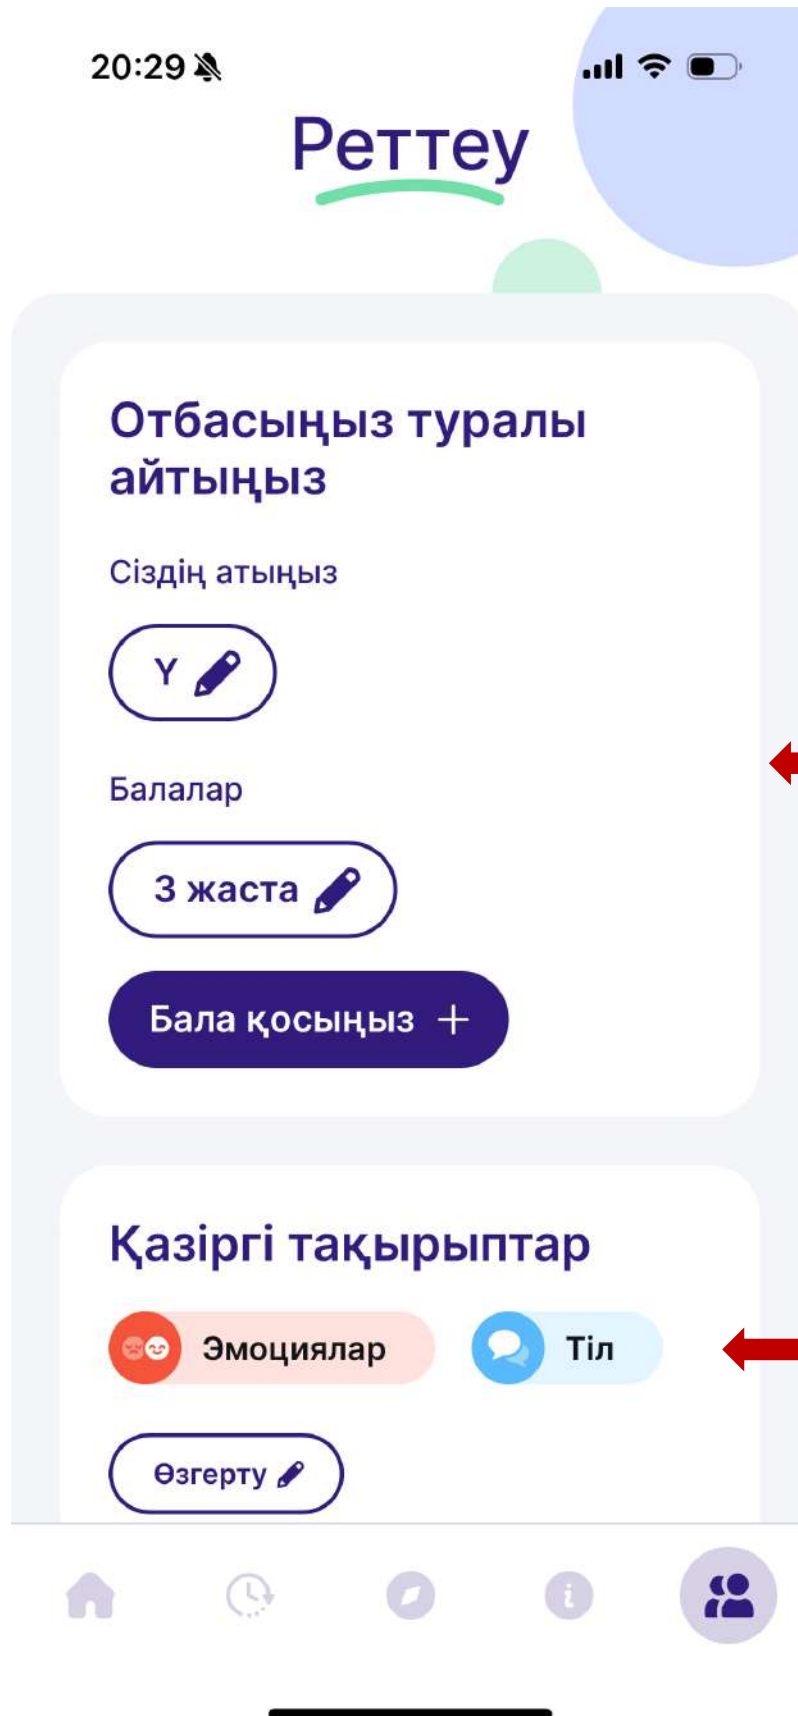 20:29
Реттеу
Отбасыңыз туралы
айтыңыз
Сіздің атыңыз
Y
Балалар
3 жаста
Бала қосыңыз +
Қазіргі тақырыптар
Эмоциялар
Тіл
Өзгерту